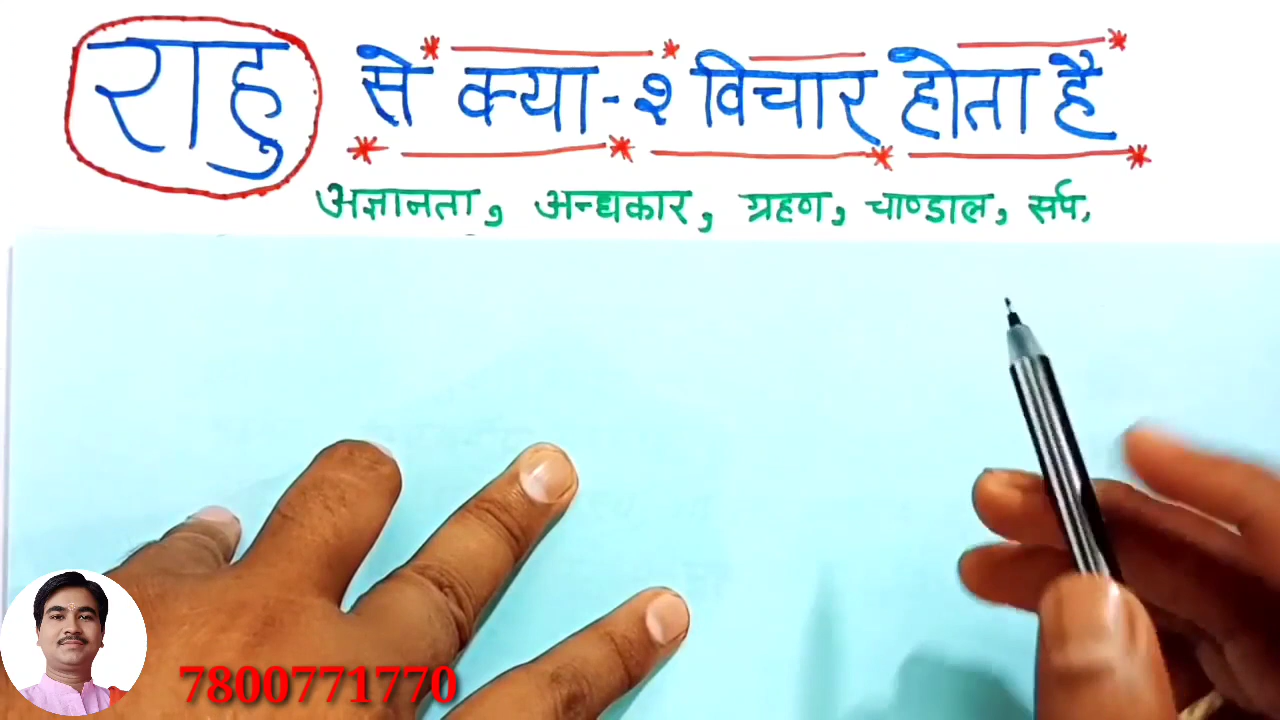 राहु से क्या-२ विचार होता है
अज्ञानता, अन्धकार, ग्रहण, चाण्डाल, सर्प,
7800771770